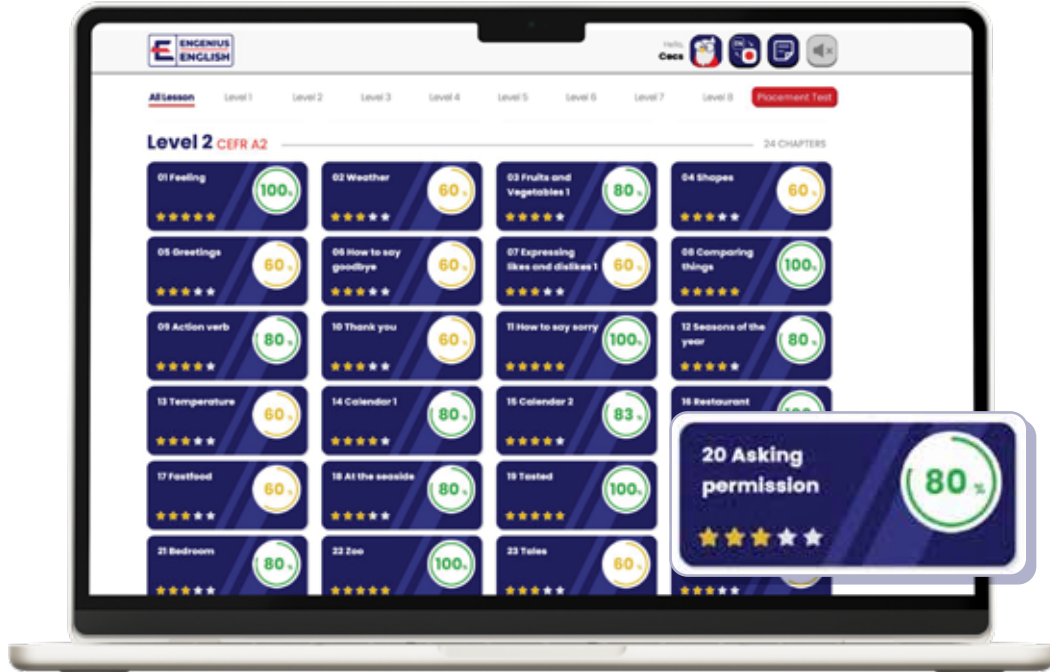 ENGENIUS
ENGLISH
Hello,
Cecs
All Lesson
Level 1
Level 2
Level 3
Level 4
Level 5
Level 6
Level 7
Level 8
Placement Test
Level 2 CEFR A2
24 CHAPTERS
01 Feeling
100%
02 Weather
60%
03 Fruits and
Vegetables 1
80%
04 Shapes
60%
05 Greetings
60%
06 How to say
goodbye
60%
07 Expressing
likes and dislikes 1
60%
08 Comparing
things
100%
09 Action verb
80%
10 Thank you
60%
11 How to say sorry
100%
12 Seasons of the
year
80%
13 Temperature
60%
14 Calendar 1
80%
15 Calendar 2
83%
16 Restaurant
17 Fastfood
60%
18 At the seaside
80%
19 Tasted
100%
20 Asking
permission
80%
21 Bedroom
80%
22 Zoo
100%
23 Tales
60%